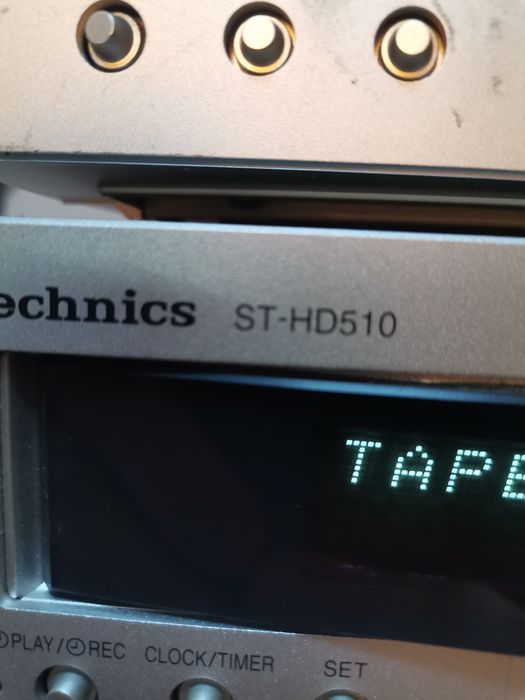 echnics ST-HD510
TAPE
PLAY/REC CLOCK/TIMER SET